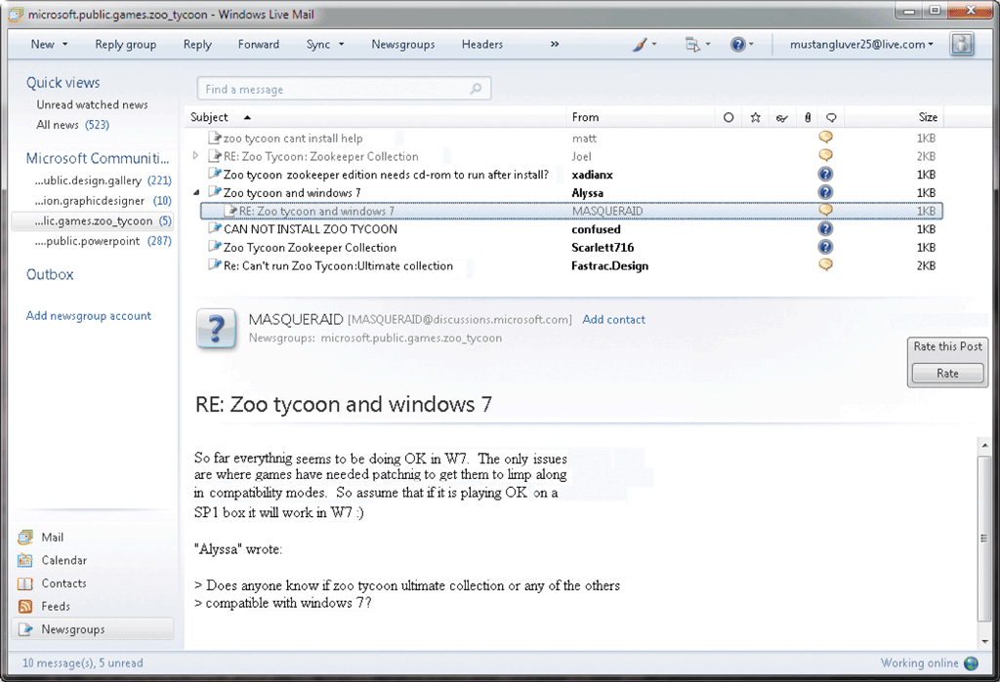 microsoft.public.games.zoo_tycoon - Windows Live Mail
New Reply group Reply Forward Sync Newsgroups Headers » mustangluver25@live.com
Quick views
Unread watched news
All news (523)
Microsoft Communiti...
...ublic.design.gallery (221)
...ion.graphicdesigner (10)
...lic.games.zoo_tycoon (5)
....public.powerpoint (287)
Outbox
Add newsgroup account
Find a message
Subject From Size
zoo tycoon cant install help matt 1KB
RE: Zoo Tycoon: Zookeeper Collection Joel 2KB
Zoo tycoon zookeeper edition needs cd-rom to run after install? xadianx 1KB
Zoo tycoon and windows 7 Alyssa 1KB
RE: Zoo tycoon and windows 7 MASQUERAID 1KB
CAN NOT INSTALL ZOO TYCOON confused 1KB
Zoo Tycoon Zookeeper Collection Scarlett716 1KB
Re: Can't run Zoo Tycoon:Ultimate collection Fastrac.Design 2KB
MASQUERAID [MASQUERAID@discussions.microsoft.com] Add contact
Newsgroups: microsoft.public.games.zoo_tycoon
Rate this Post
Rate
RE: Zoo tycoon and windows 7
So far everythnig seems to be doing OK in W7. The only issues
are where games have needed patchnig to get them to limp along
in compatibility modes. So assume that if it is playing OK on a
SP1 box it will work in W7 :)
"Alyssa" wrote:
> Does anyone know if zoo tycoon ultimate collection or any of the others
> compatible with windows 7?
Mail
Calendar
Contacts
Feeds
Newsgroups
10 message(s), 5 unread
Working online